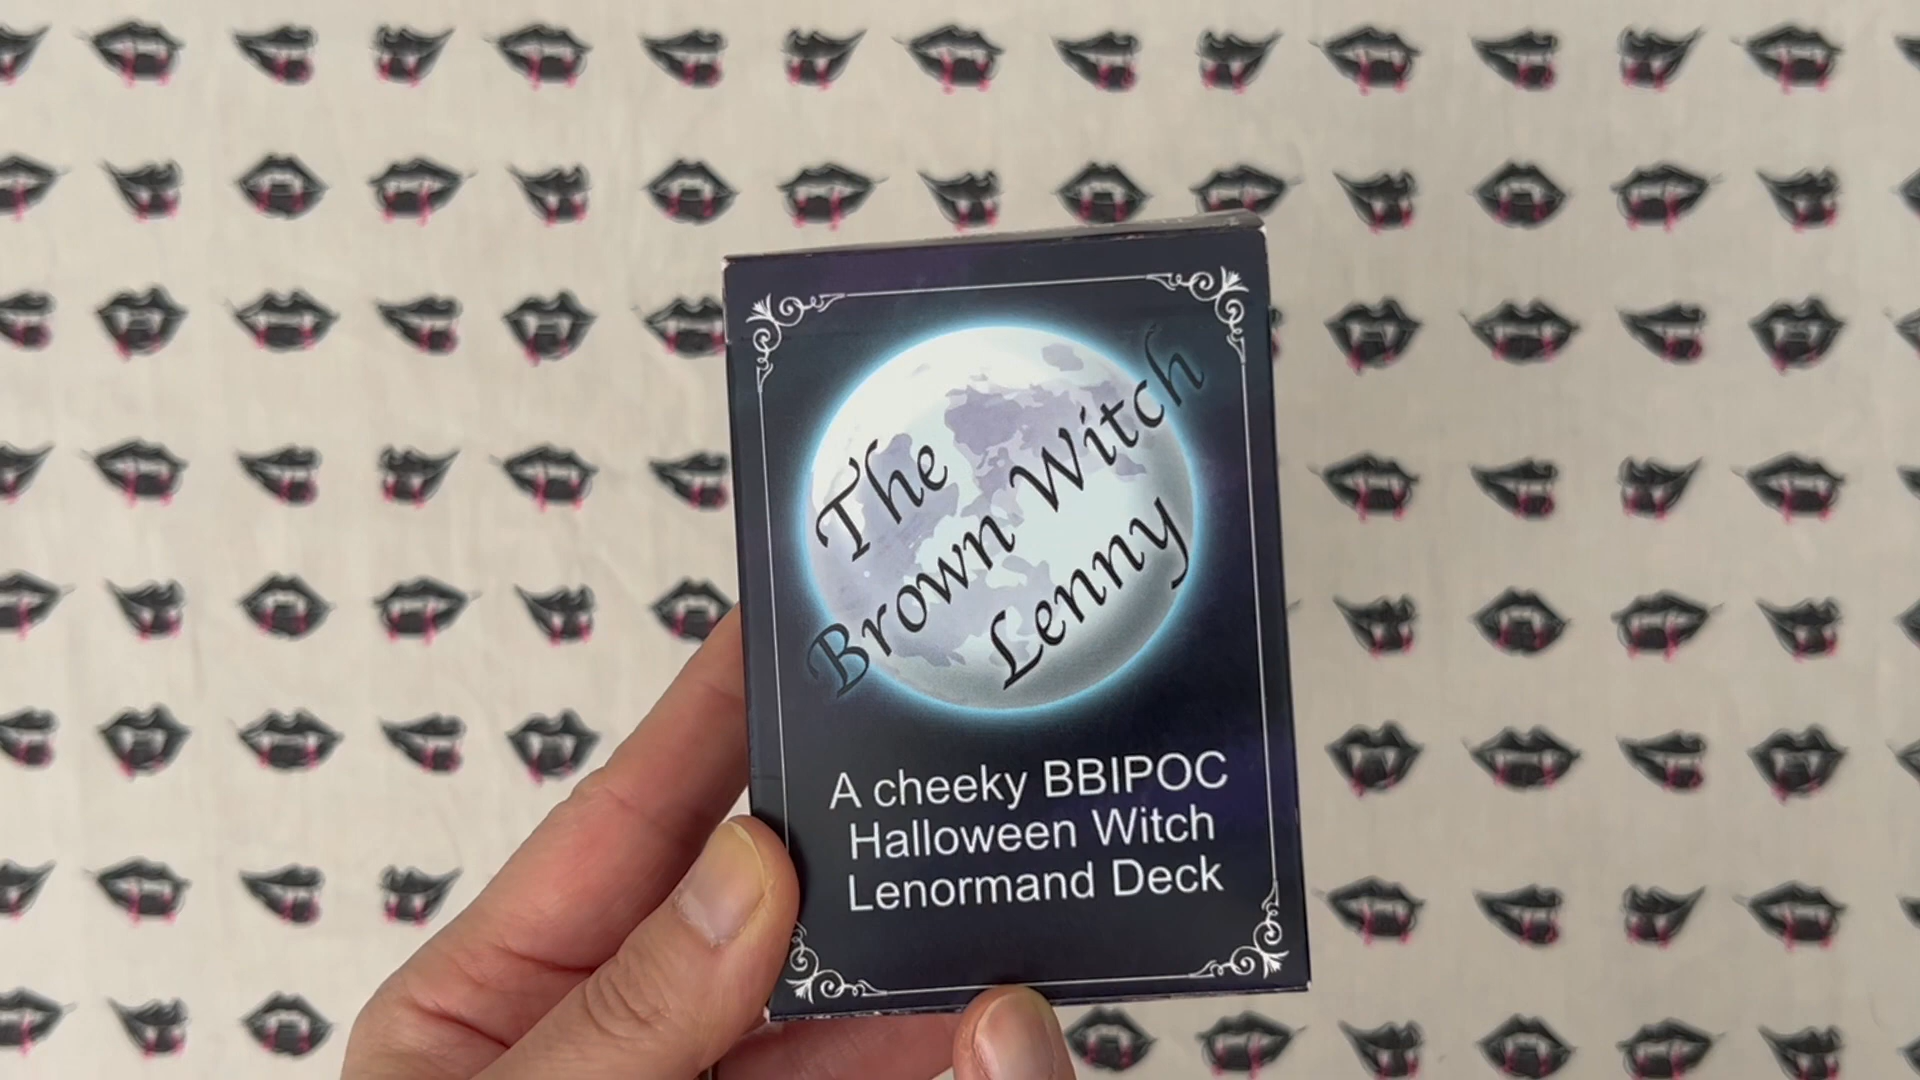 The
Brown Witch
Lenny
A cheeky BBIPOC
Halloween Witch
Lenormand Deck